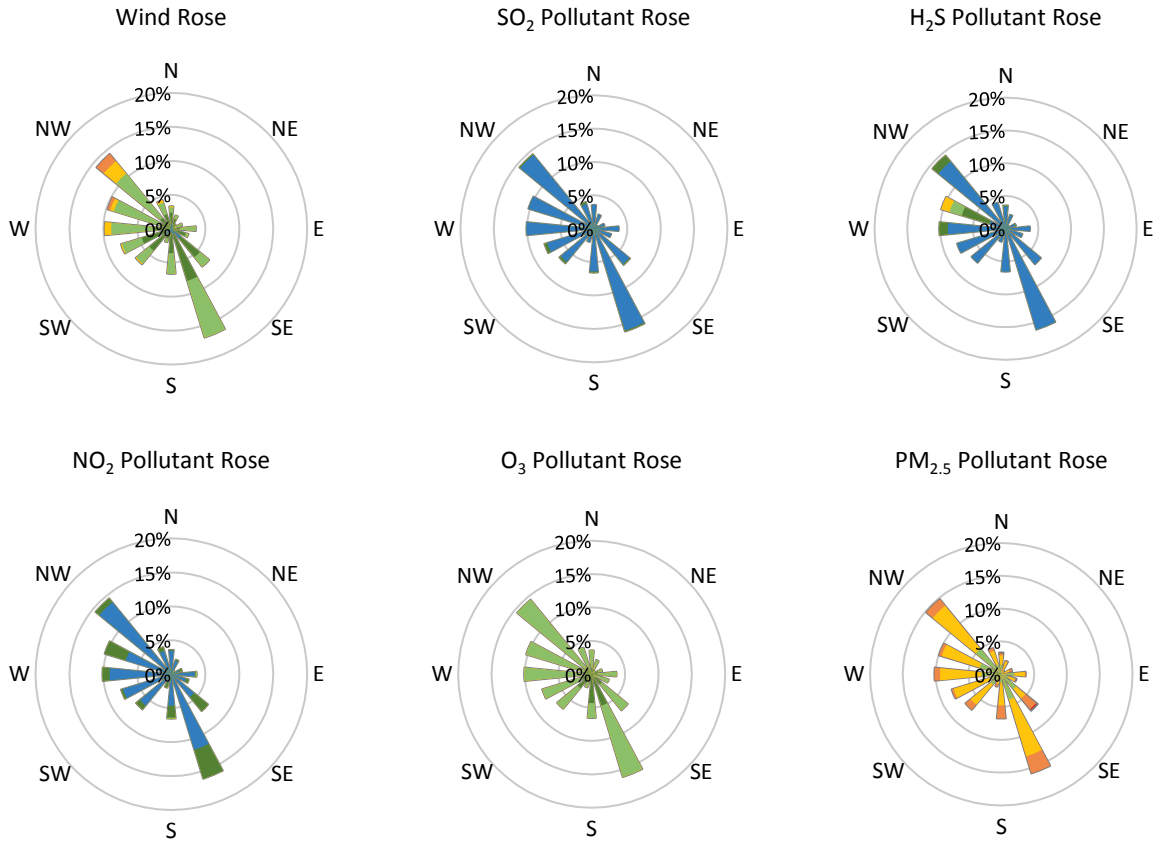 Wind Rose
N
20%
NW
NE
15%
10%
5%
W
0%
E
SW
SE
S
SO₂ Pollutant Rose
N
20%
NW
NE
15%
10%
5%
W
0%
E
SW
SE
S
H₂S Pollutant Rose
N
20%
NW
NE
15%
10%
5%
W
0%
E
SW
SE
S
NO₂ Pollutant Rose
N
20%
NW
NE
15%
10%
5%
W
0%
E
SW
SE
S
O₃ Pollutant Rose
N
20%
NW
NE
15%
10%
5%
W
0%
E
SW
SE
S
PM₂.₅ Pollutant Rose
N
20%
NW
NE
15%
10%
5%
W
0%
E
SW
SE
S